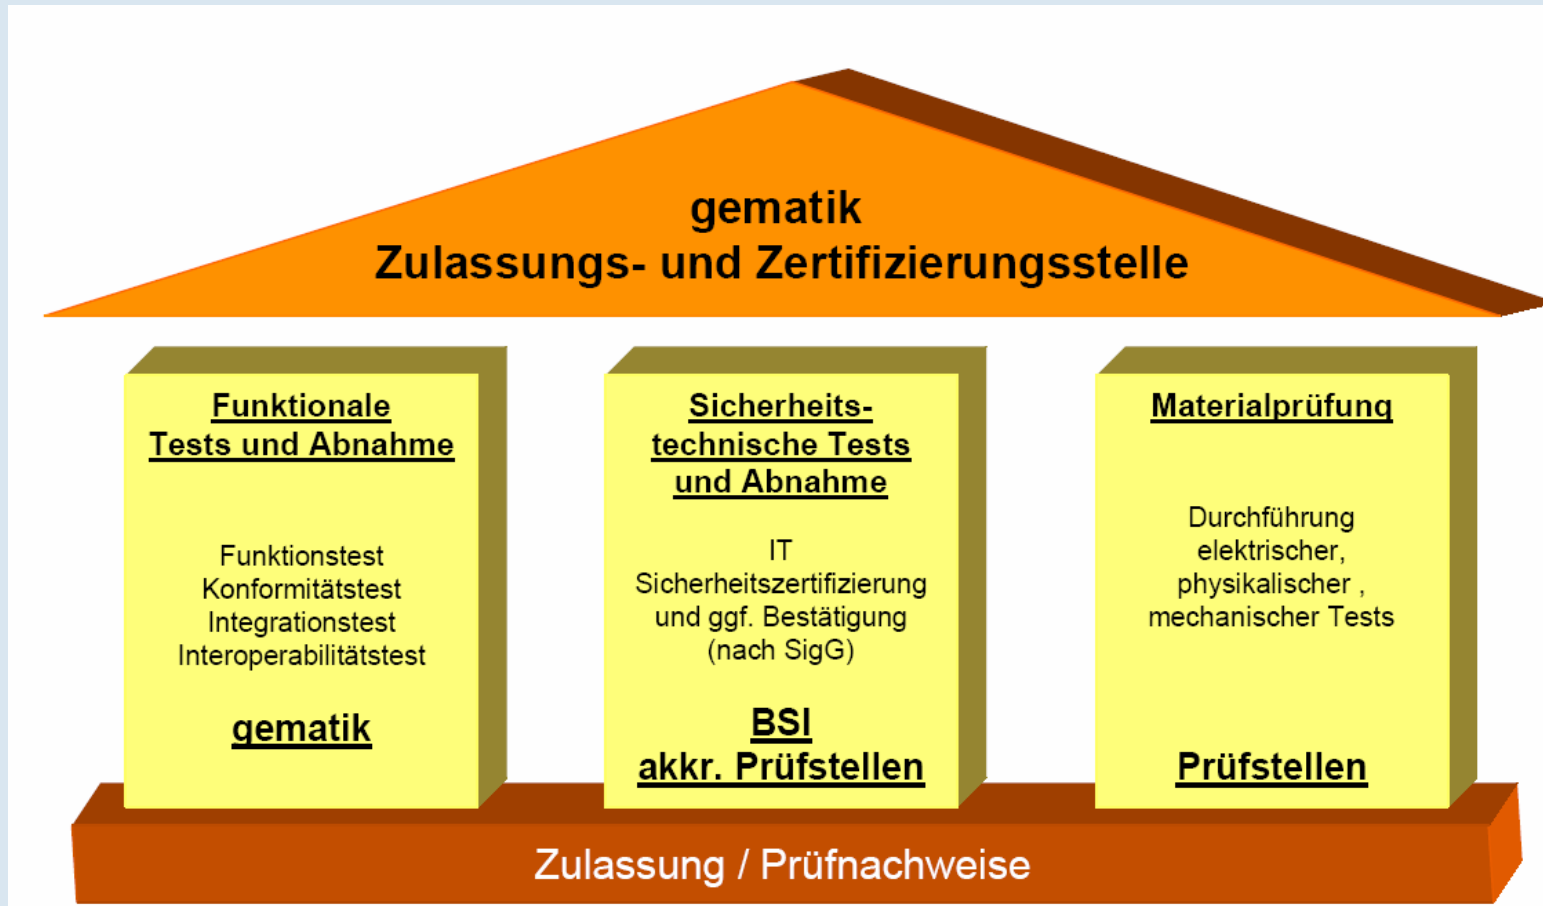 gematik
Zulassungs- und Zertifizierungsstelle
Funktionale
Tests und Abnahme
Funktionstest
Konformitätstest
Integrationstest
Interoperabilitätstest
gematik
Sicherheits-
technische Tests
und Abnahme
IT
Sicherheitszertifizierung
und ggf. Bestätigung
(nach SigG)
BSI
akkr. Prüfstellen
Materialprüfung
Durchführung
elektrischer,
physikalischer ,
mechanischer Tests
Prüfstellen
Zulassung / Prüfnachweise